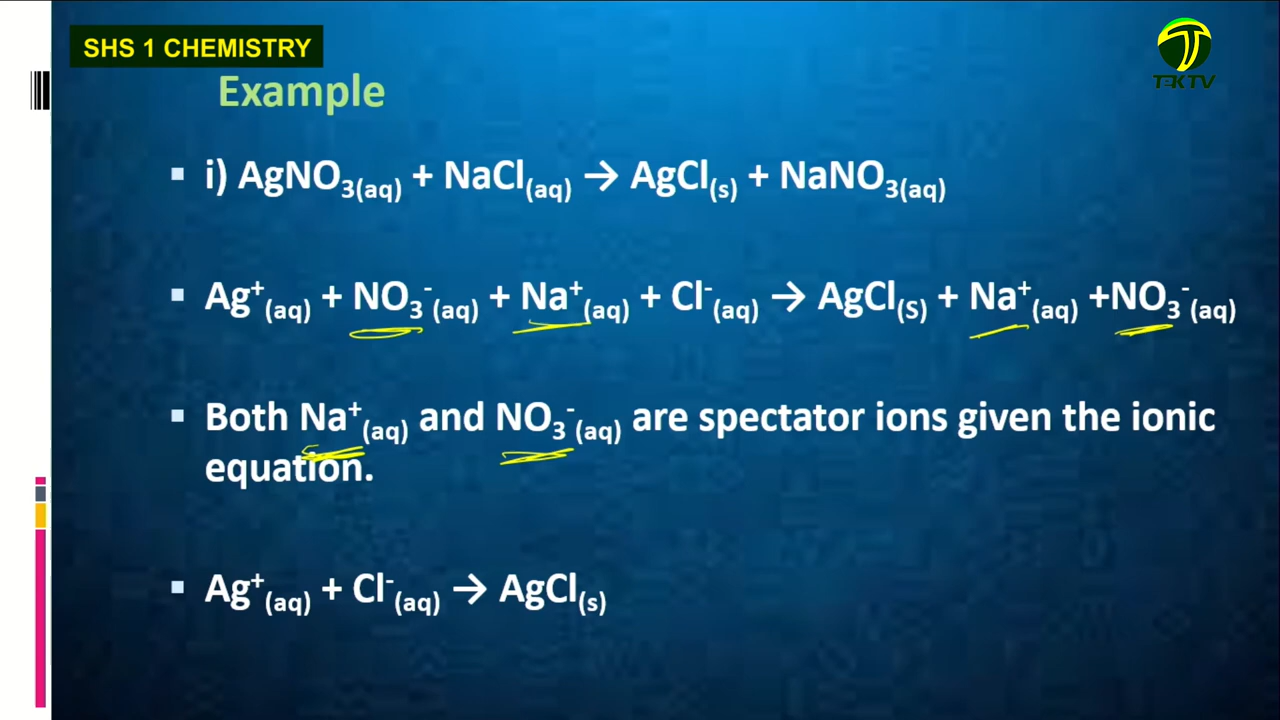 SHS 1 CHEMISTRY
TEK TV
Example
i) AgNO₃(aq) + NaCl(aq) → AgCl(s) + NaNO₃(aq)
Ag⁺(aq) + NO₃⁻(aq) + Na⁺(aq) + Cl⁻(aq) → AgCl(S) + Na⁺(aq) +NO₃⁻(aq)
Both Na⁺(aq) and NO₃⁻(aq) are spectator ions given the ionic
equation.
Ag⁺(aq) + Cl⁻(aq) → AgCl(s)